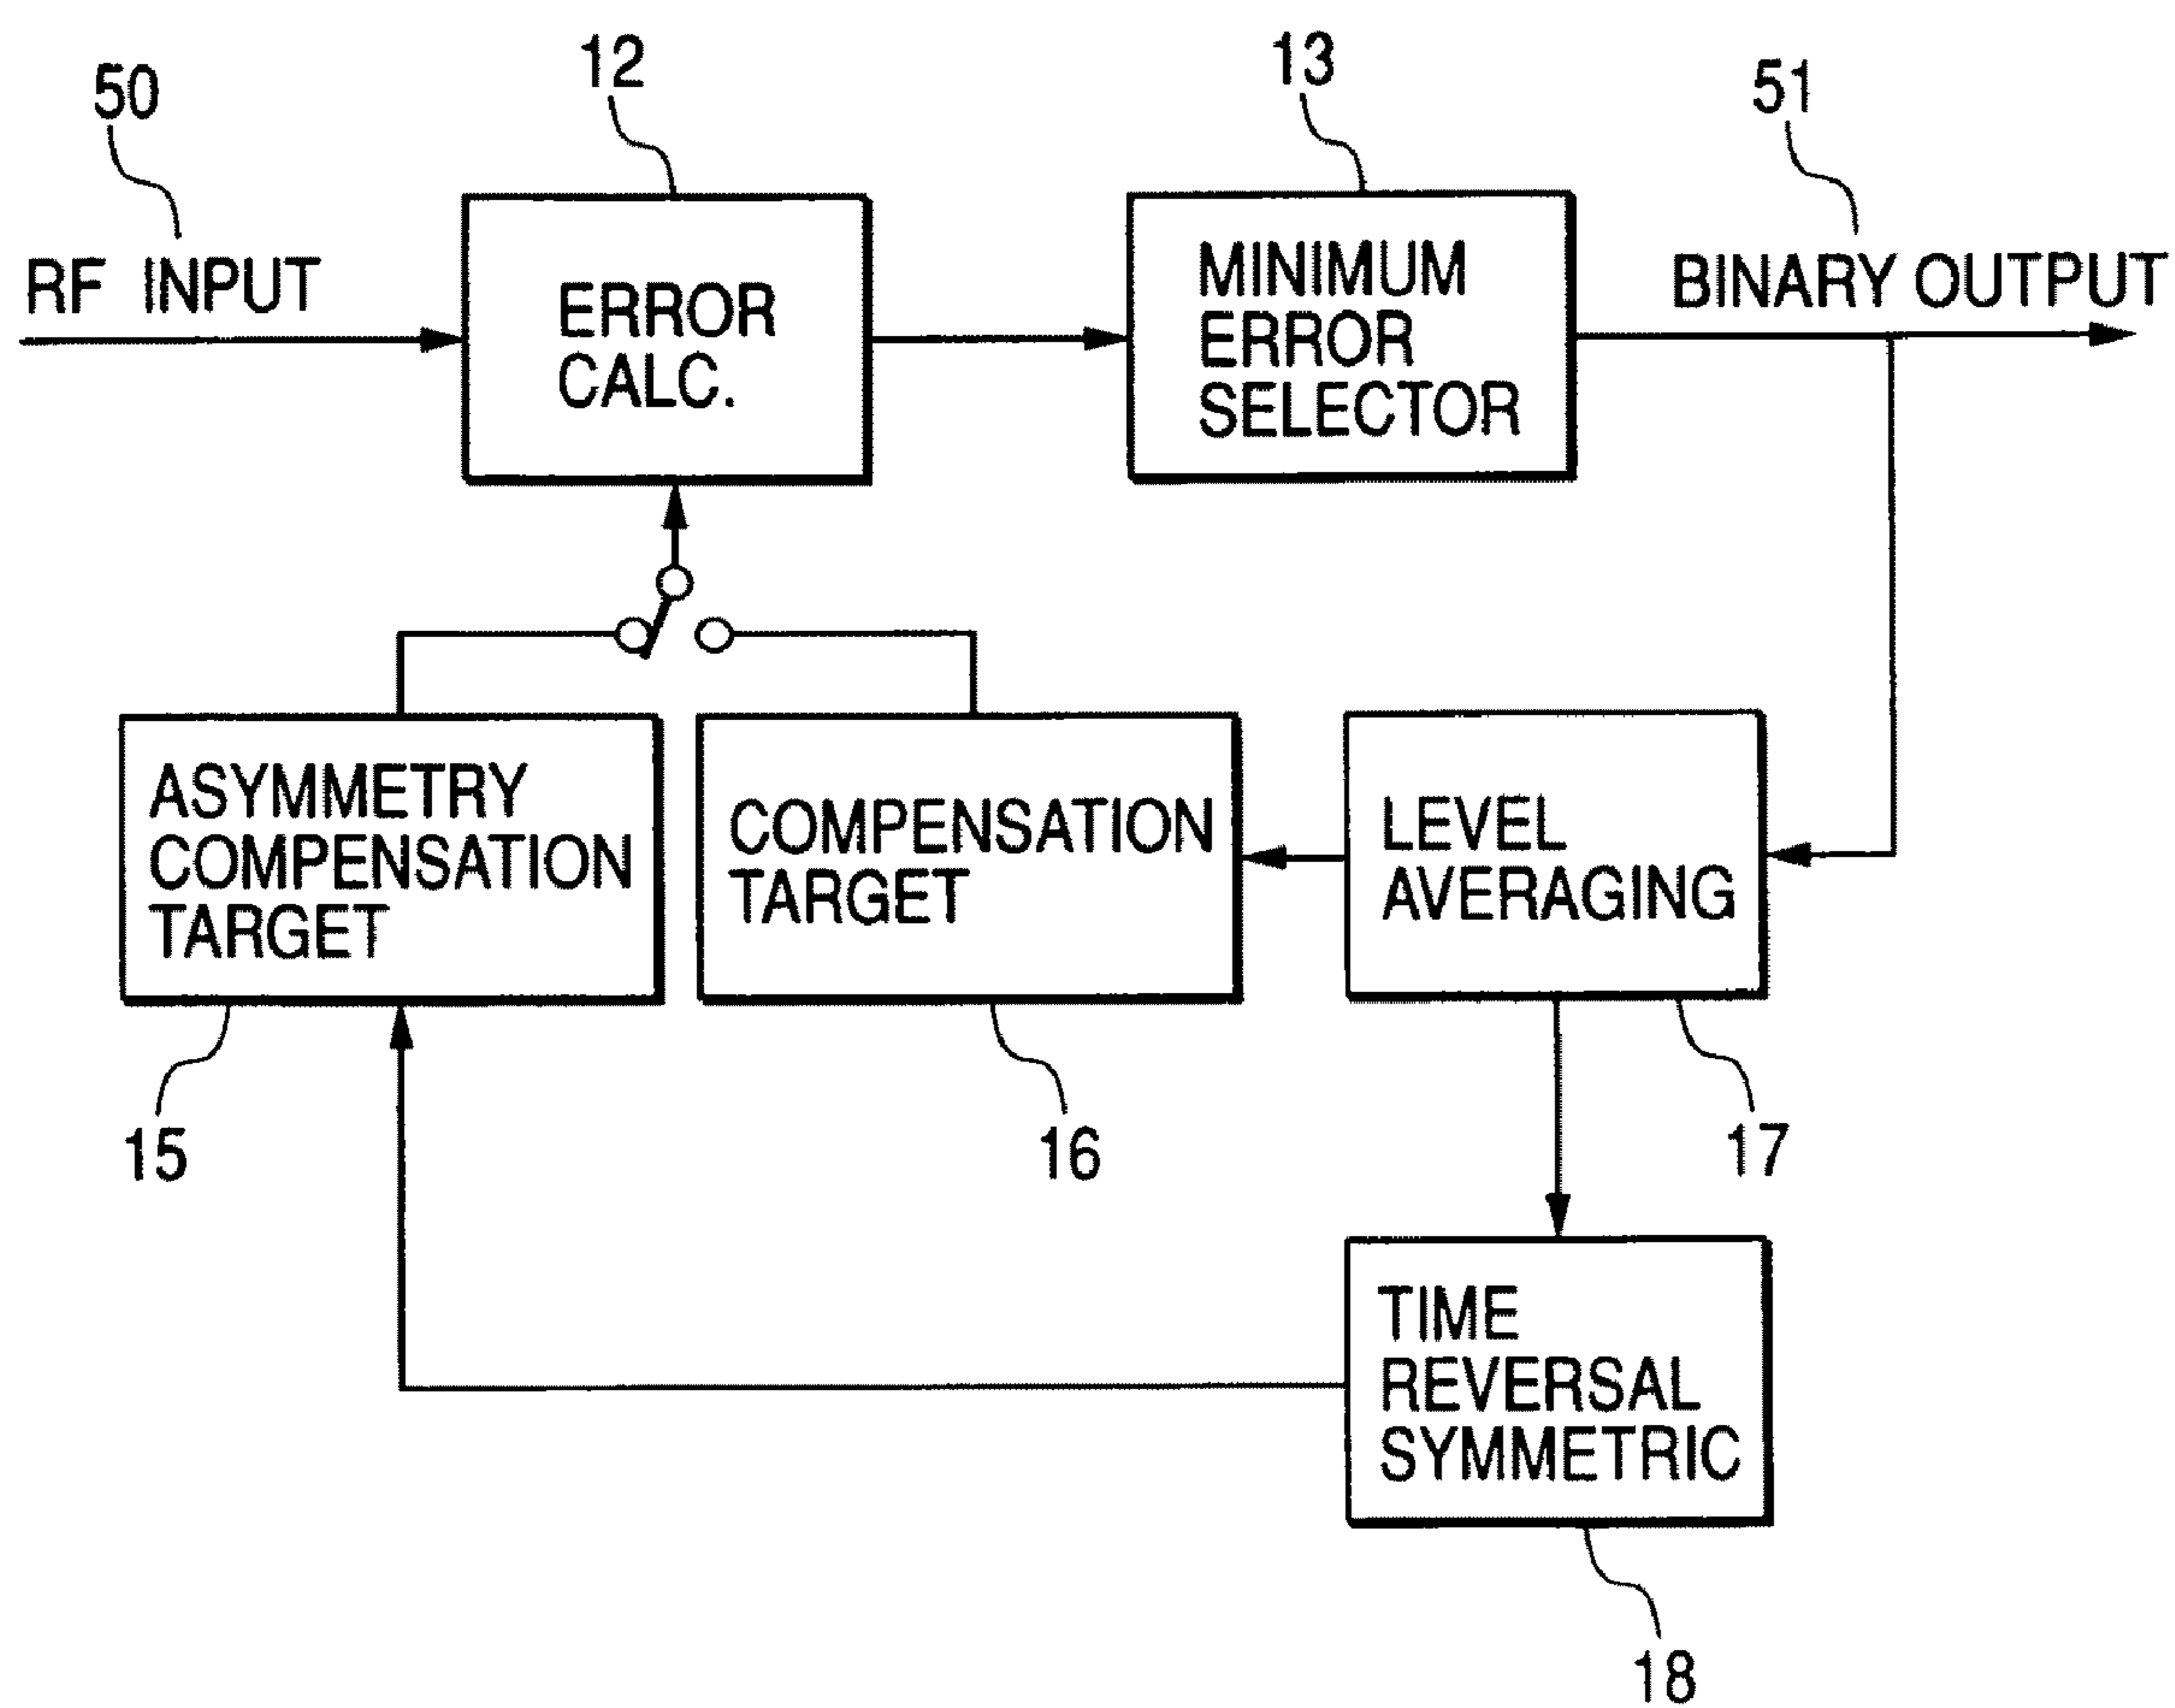 50
12
13
51
RF INPUT
ERROR
CALC.
MINIMUM
ERROR
SELECTOR
BINARY OUTPUT
ASYMMETRY
COMPENSATION
TARGET
COMPENSATION
TARGET
LEVEL
AVERAGING
15
16
17
TIME
REVERSAL
SYMMETRIC
18